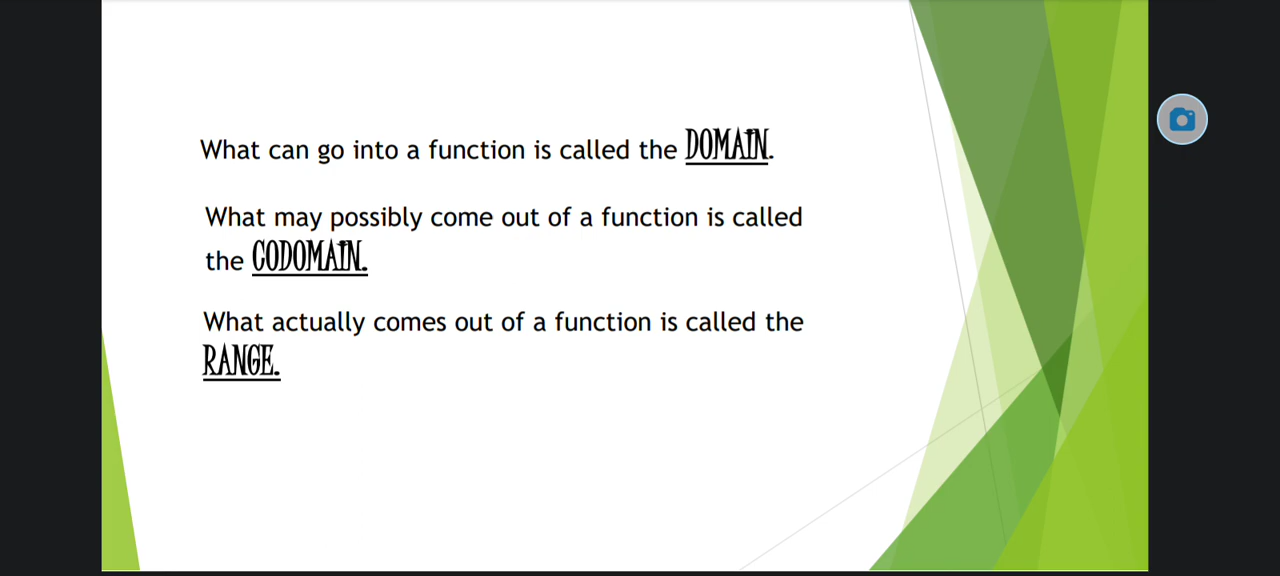 What can go into a function is called the DOMAIN.
What may possibly come out of a function is called
the CODOMAIN.
What actually comes out of a function is called the
RANGE.